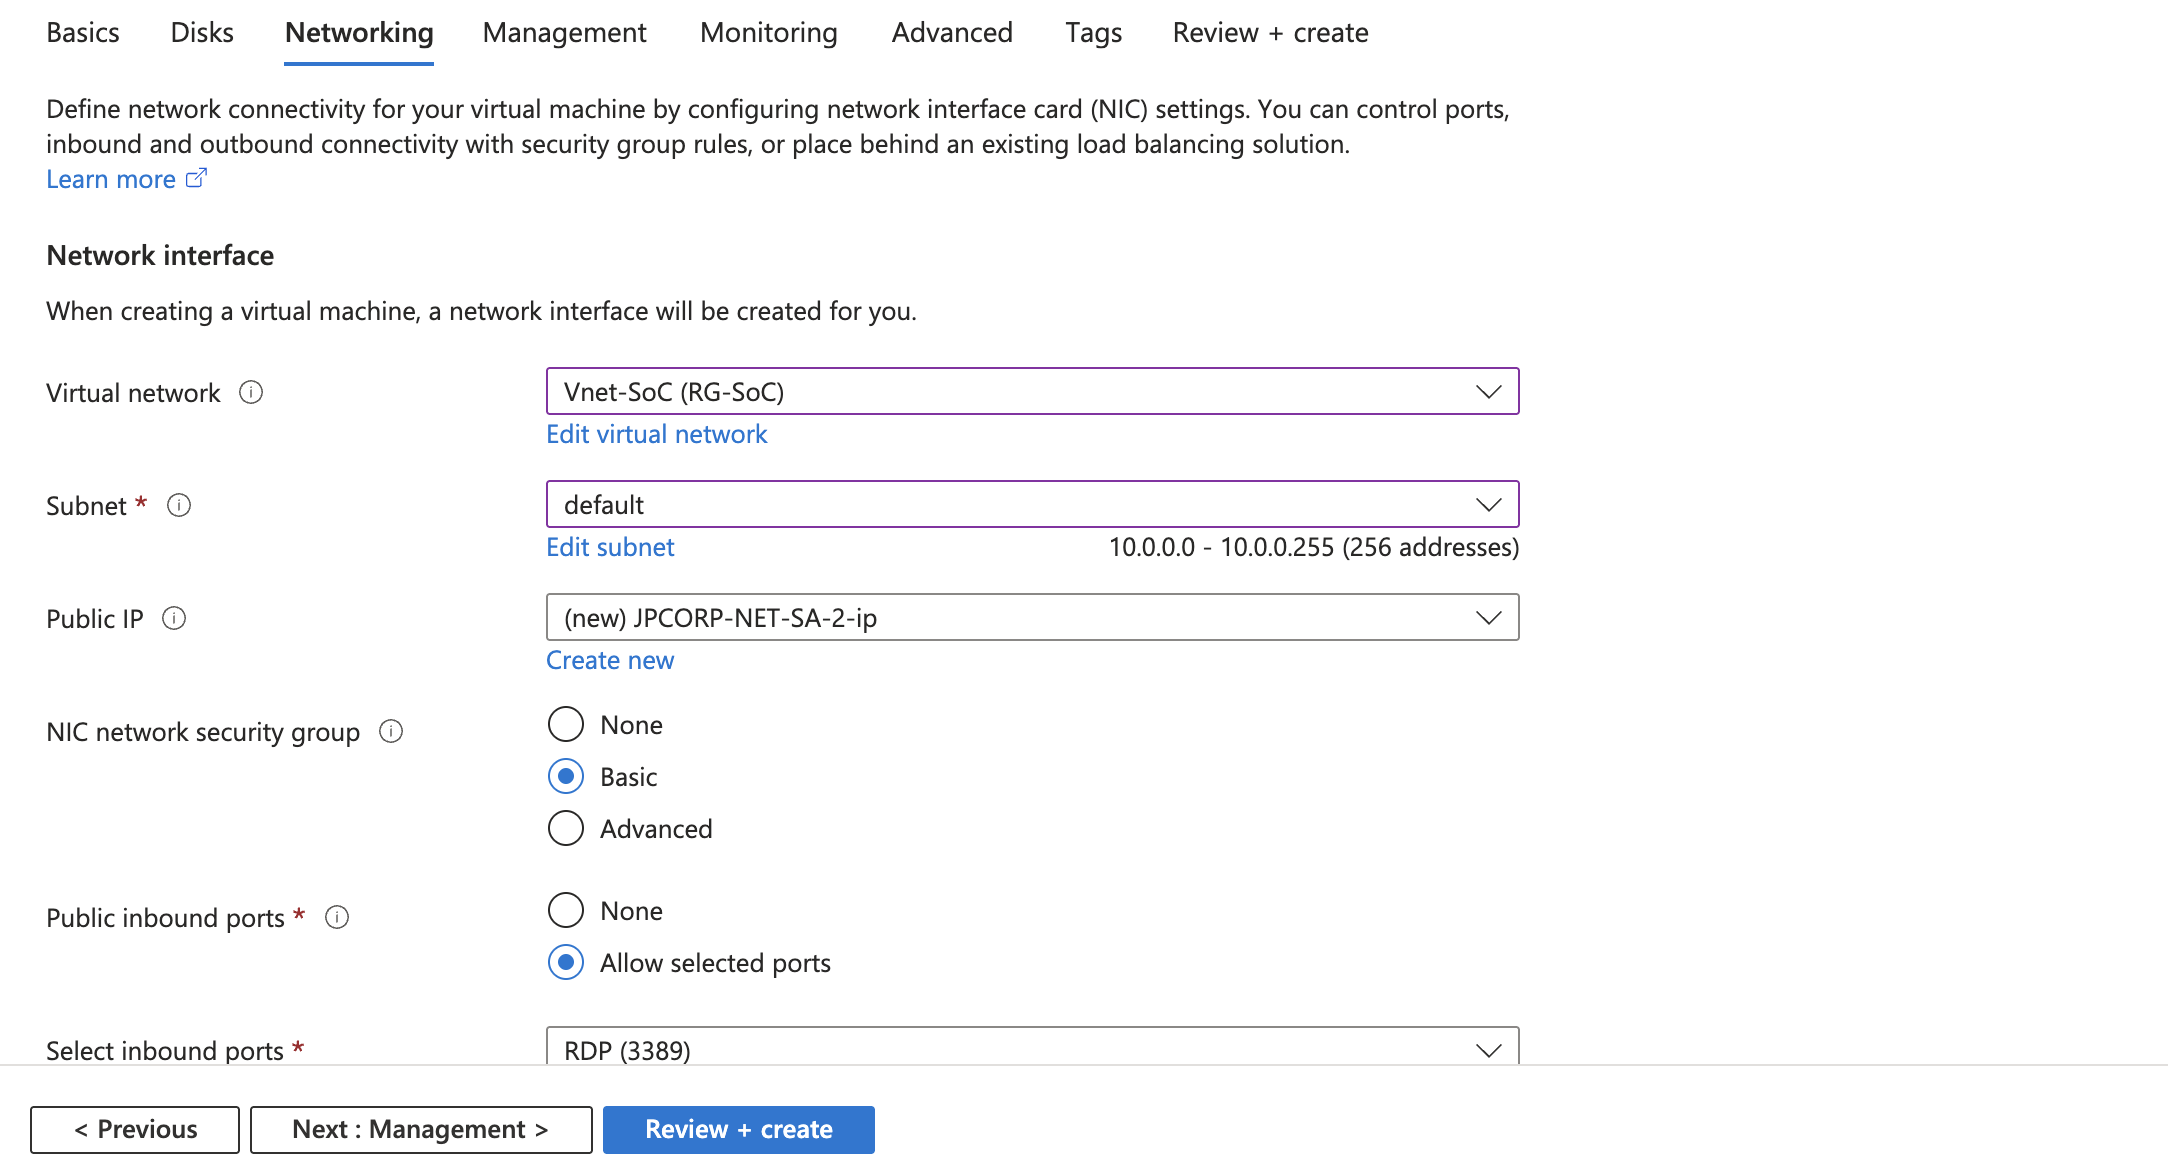 Basics Disks Networking Management Monitoring Advanced Tags Review + create
Define network connectivity for your virtual machine by configuring network interface card (NIC) settings. You can control ports,
inbound and outbound connectivity with security group rules, or place behind an existing load balancing solution.
Learn more
Network interface
When creating a virtual machine, a network interface will be created for you.
Virtual network
Vnet-SoC (RG-SoC)
Edit virtual network
Subnet *
default
Edit subnet
10.0.0.0 - 10.0.0.255 (256 addresses)
Public IP
(new) JPCORP-NET-SA-2-ip
Create new
NIC network security group
None
Basic
Advanced
Public inbound ports *
None
Allow selected ports
Select inbound ports *
RDP (3389)
< Previous
Next : Management >
Review + create